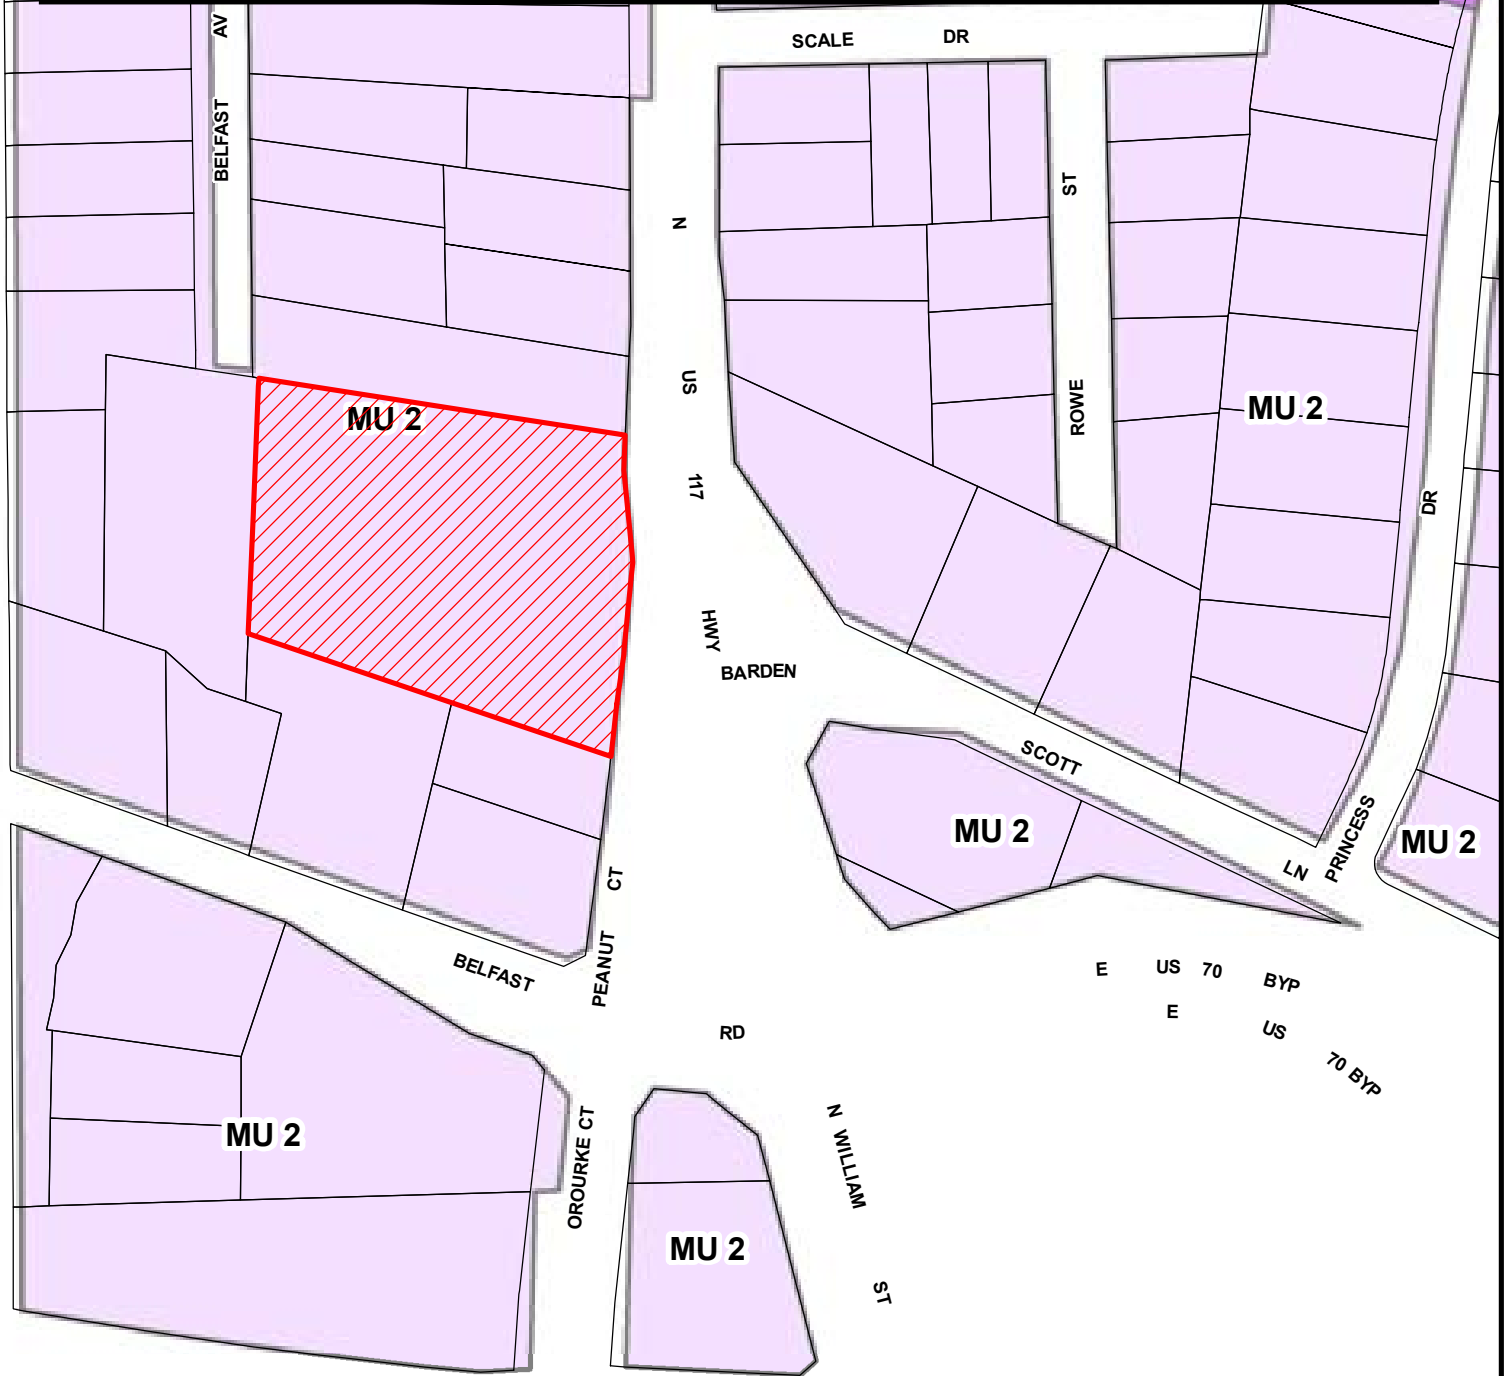 AV
BELFAST
SCALE DR
N
US
117
HWY
ST
ROWE
MU 2
MU 2
DR
BARDEN
SCOTT
LN
PRINCESS
MU 2
MU 2
CT
PEANUT
BELFAST
RD
E US 70 BYP
E US 70 BYP
OROURKE CT
N WILLIAM ST
MU 2
MU 2